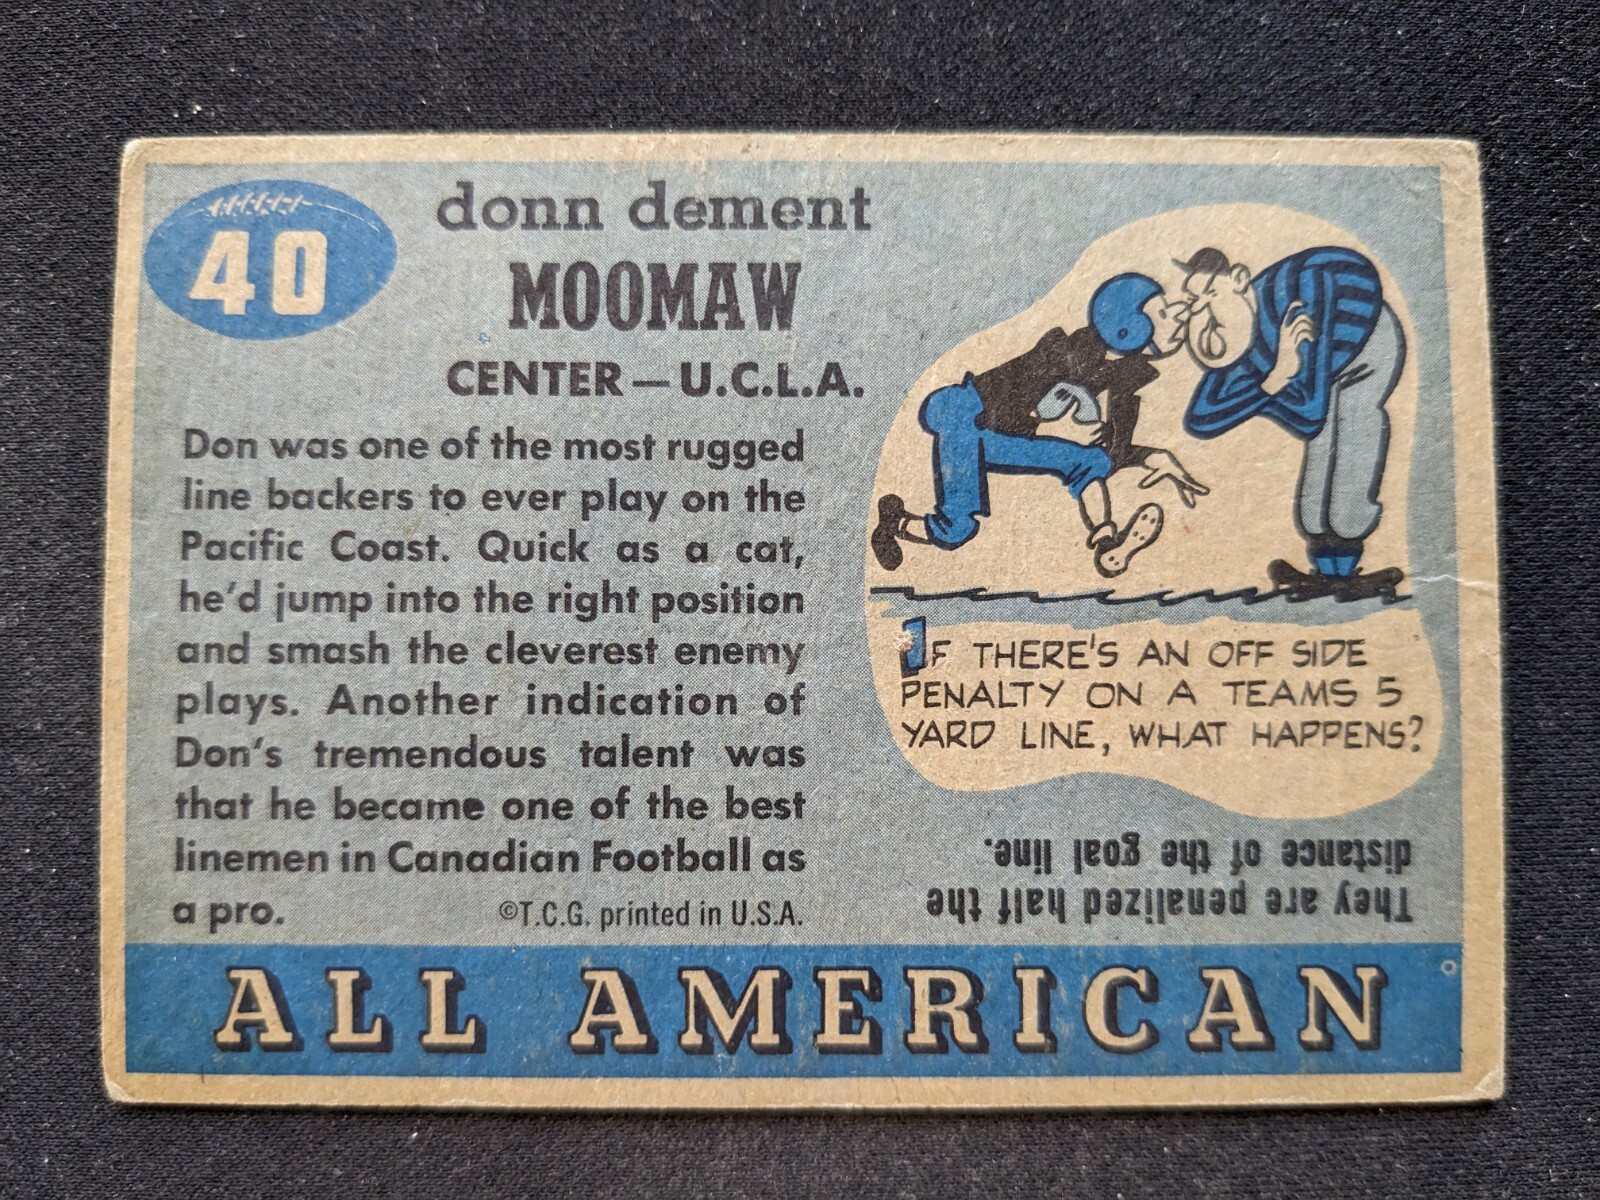 40
donn dement
MOOMAW
CENTER — U.C.L.A.
Don was one of the most rugged
line backers to ever play on the
Pacific Coast. Quick as a cat,
he'd jump into the right position
and smash the cleverest enemy
plays. Another indication of
Don's tremendous talent was
that he became one of the best
linemen in Canadian Football as
a pro.
©T.C.G. printed in U.S.A.
IF THERE'S AN OFF SIDE
PENALTY ON A TEAMS 5
YARD LINE, WHAT HAPPENS?
They are penalized half the
distance of the goal line.
ALL AMERICAN